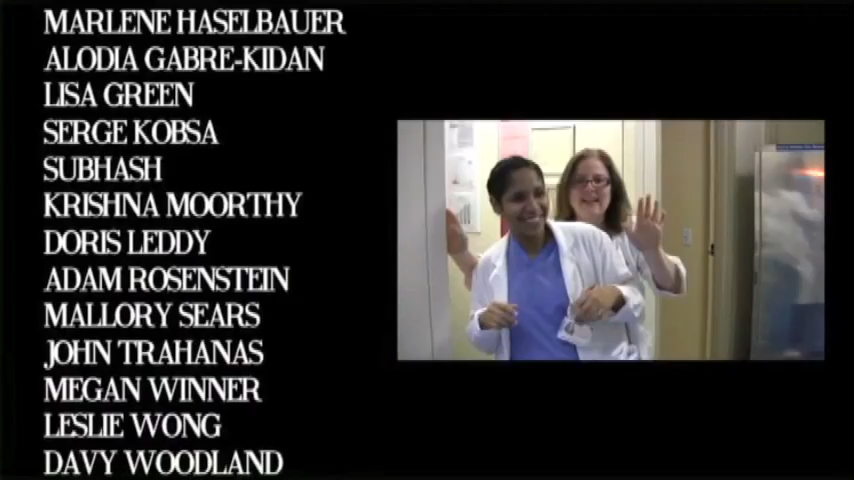 MARLENE HASELBAUER
ALODIA GABRE-KIDAN
LISA GREEN
SERGE KOBSA
SUBHASH
KRISHNA MOORTHY
DORIS LEDDY
ADAM ROSENSTEIN
MALLORY SEARS
JOHN TRAHANAS
MEGAN WINNER
LESLIE WONG
DAVY WOODLAND